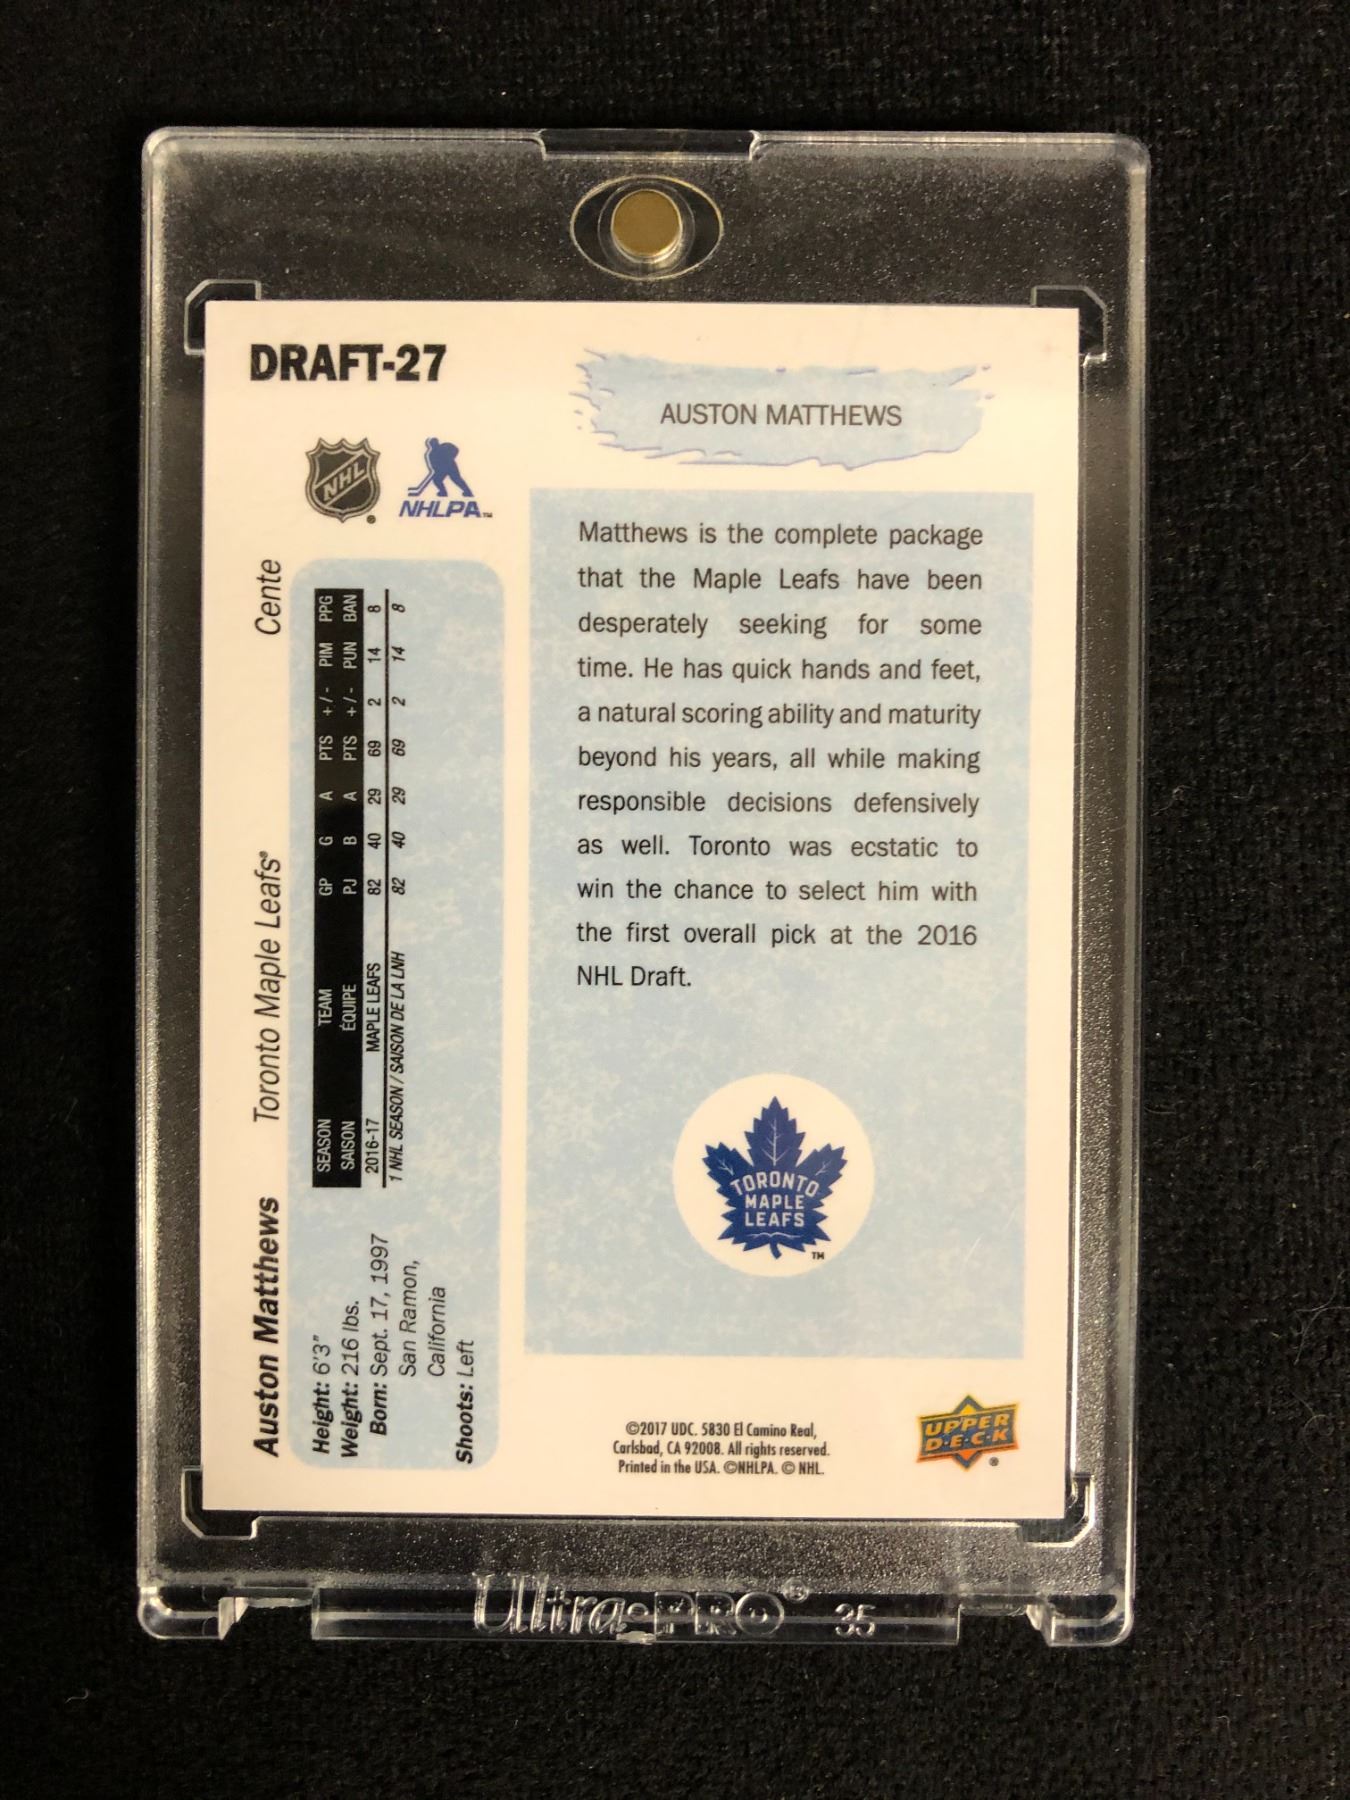 DRAFT-27
NHL
®
NHLPA™
AUSTON MATTHEWS
Matthews is the complete package
that the Maple Leafs have been
desperately seeking for some
time. He has quick hands and feet,
a natural scoring ability and maturity
beyond his years, all while making
responsible decisions defensively
as well. Toronto was ecstatic to
win the chance to select him with
the first overall pick at the 2016
NHL Draft.
TORONTO
MAPLE
LEAFS
™
Auston Matthews Toronto Maple Leafs® Cente
Height: 6'3"
Weight: 216 lbs.
Born: Sept. 17, 1997
San Ramon,
California
Shoots: Left
SEASON TEAM GP G A PTS +/- PIM PPG
SAISON ÉQUIPE PJ B A PTS +/- PUN BAN
2016-17 MAPLE LEAFS 82 40 29 69 2 14 8
1 NHL SEASON / SAISON DE LA LNH 82 40 29 69 2 14 8
©2017 UDC. 5830 El Camino Real,
Carlsbad, CA 92008. All rights reserved.
Printed in the USA. ©NHLPA. © NHL.
UPPER
D·E·C·K
®
Ultra·PRO® 35